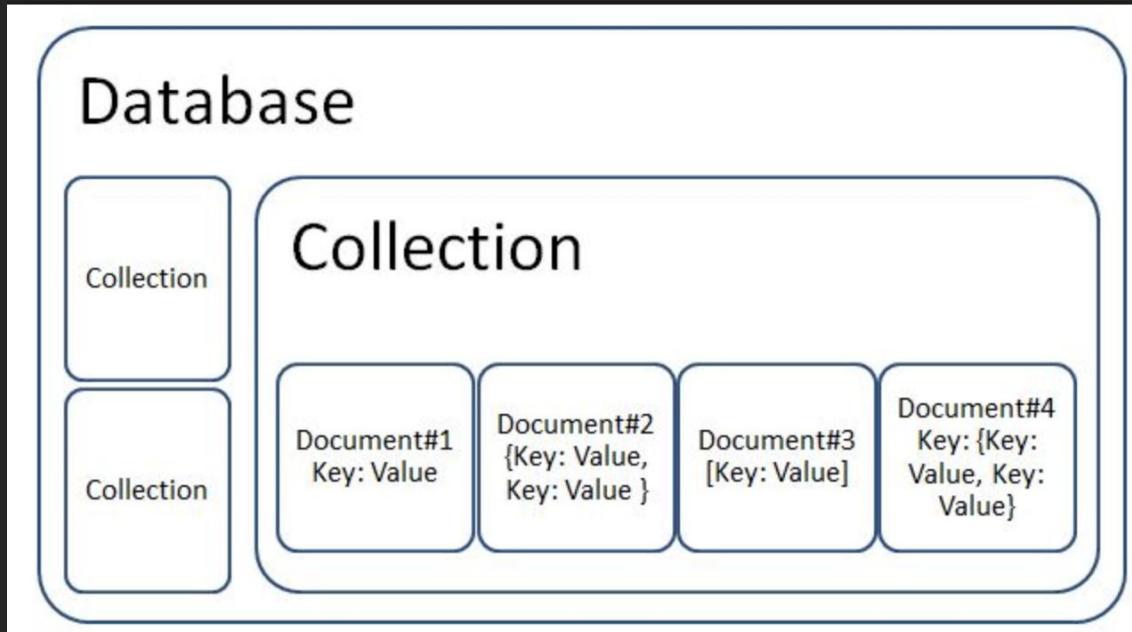 Database
Collection
Collection
Collection
Document#1
Key: Value
Document#2
{Key: Value,
Key: Value }
Document#3
[Key: Value]
Document#4
Key: {Key:
Value, Key:
Value}